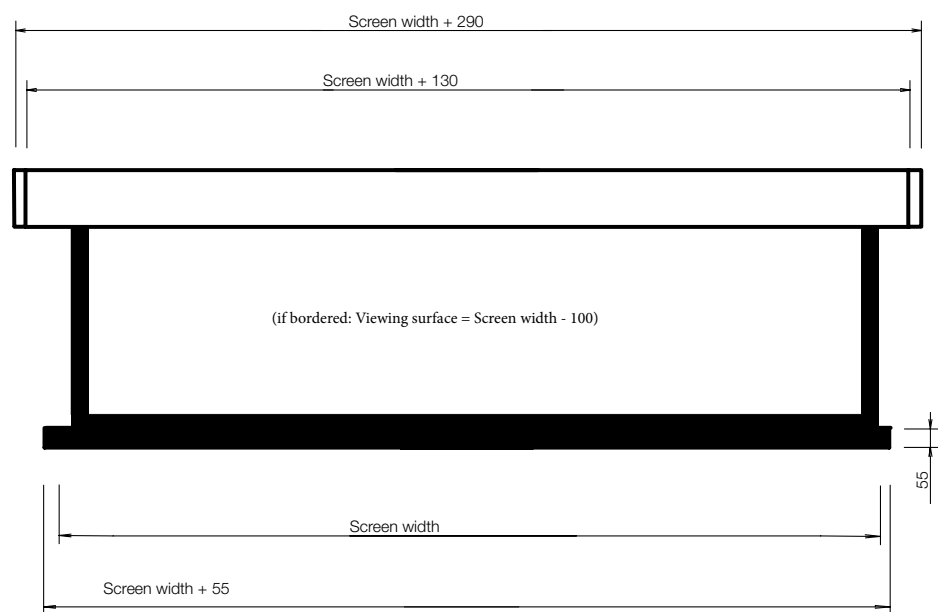 Screen width + 290
Screen width + 130
(if bordered: Viewing surface = Screen width - 100)
55
Screen width
Screen width + 55